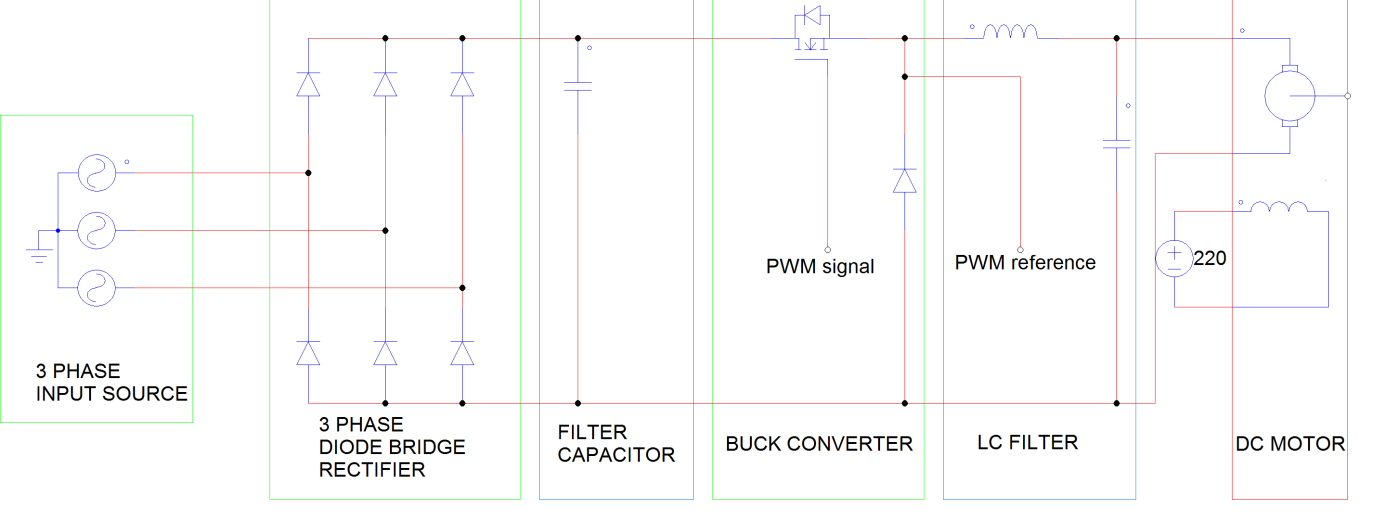 3 PHASE
INPUT SOURCE
3 PHASE
DIODE BRIDGE
RECTIFIER
FILTER
CAPACITOR
PWM signal
BUCK CONVERTER
PWM reference
LC FILTER
220
DC MOTOR